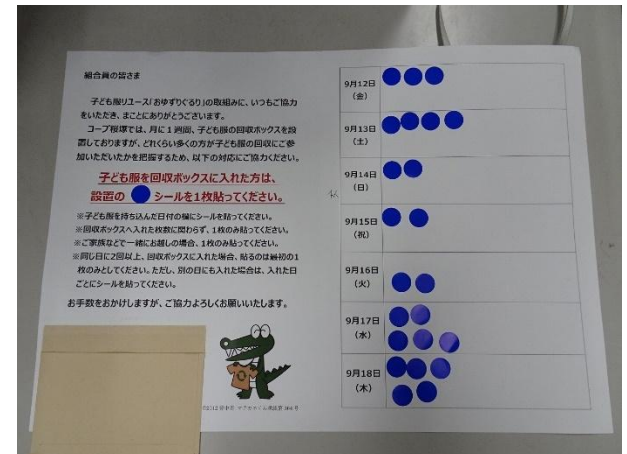 組合員の皆さま
子ども服リユース「おゆずりぐるり」の取組みに、いつもご協力
をいただき、まことにありがとうございます。
コープ桜塚では、月に1週間、子ども服の回収ボックスを設
置しておりますが、どれくらい多くの方が子ども服の回収にご参
加いただいたかを把握するため、以下の対応にご協力ください。
子ども服を回収ボックスに入れた方は、
設置の シールを1枚貼ってください。
※子ども服を持ち込んだ日付の欄にシールを貼ってください。
※回収ボックスへ入れた枚数に関わらず、1枚のみ貼ってください。
※ご家族などで一緒にお越しの場合、1枚のみ貼ってください。
※同じ日に2回以上、回収ボックスに入れた場合、貼るのは最初の1
枚のみとしてください。ただし、別の日にも入れた場合は、入れた日
ごとにシールを貼ってください。
お手数をおかけしますが、ご協力よろしくお願いいたします。
9月12日
(金)
9月13日
(土)
9月14日
(日)
9月15日
(祝)
9月16日
(火)
9月17日
(水)
9月18日
(木)